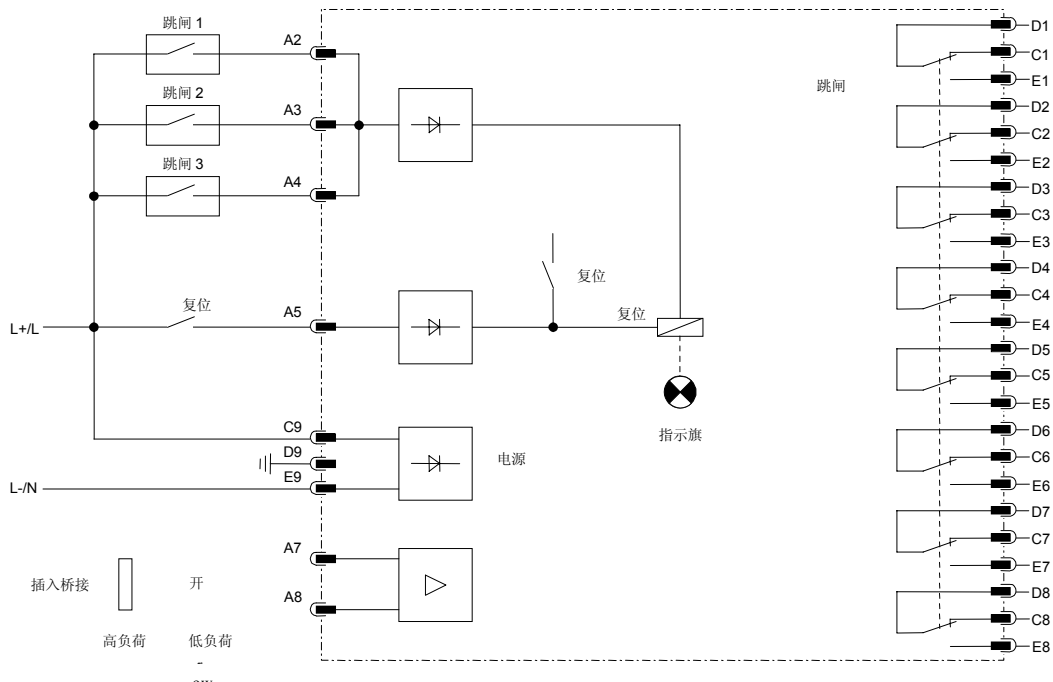 跳闸 1
A2
跳闸 2
A3
跳闸 3
A4
复位
A5
L+/L
C9
D9
E9
L-/N
A7
A8
插入桥接
开
高负荷
低负荷
跳闸
复位
复位
指示旗
电源
D1
C1
E1
D2
C2
E2
D3
C3
E3
D4
C4
E4
D5
C5
E5
D6
C6
E6
D7
C7
E7
D8
C8
E8